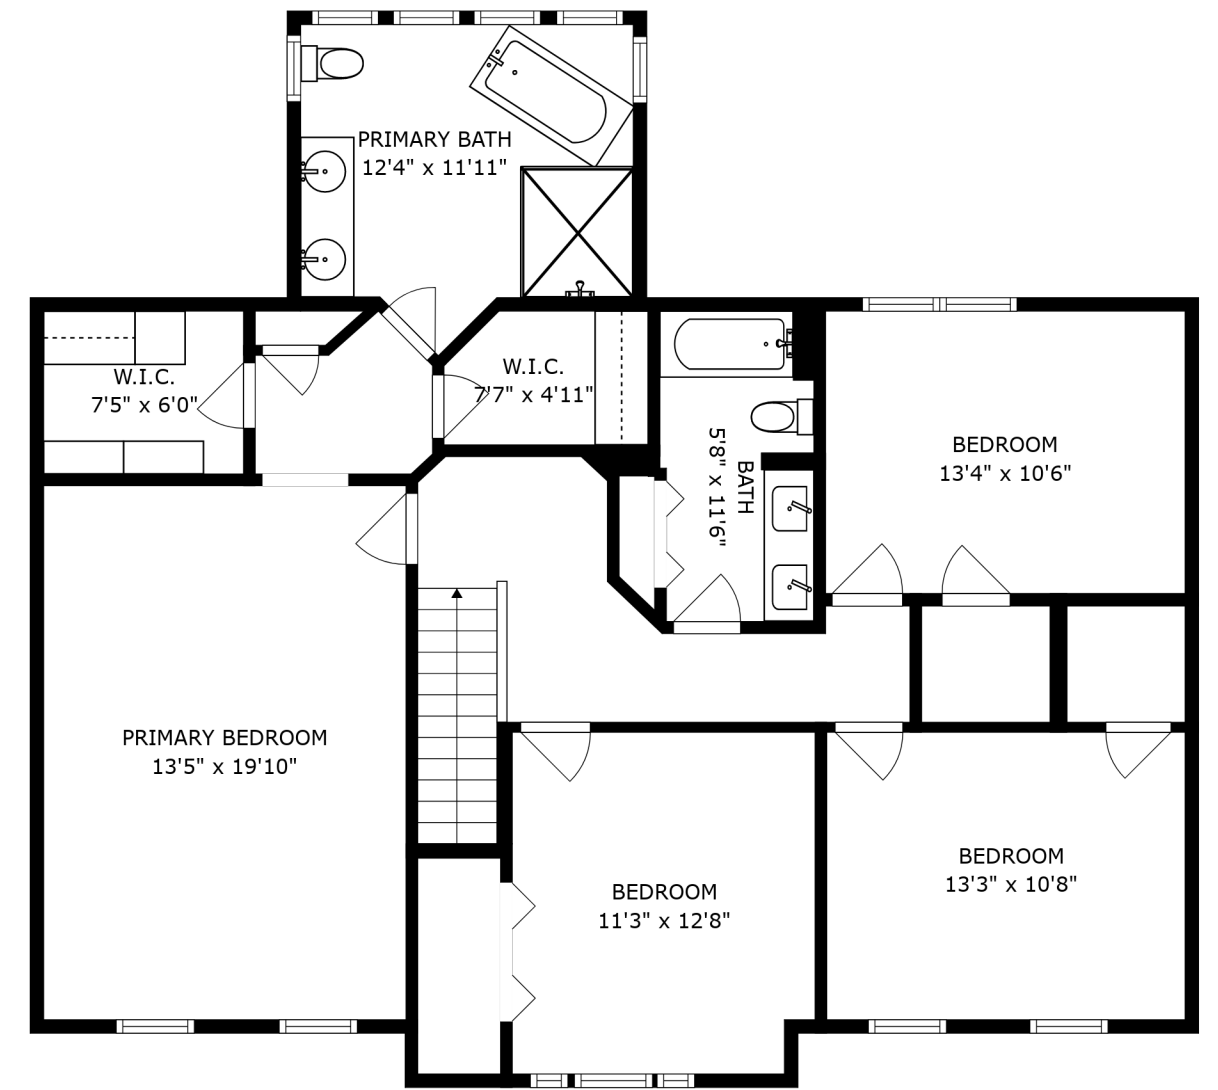 PRIMARY BATH
12'4" x 11'11"
W.I.C.
7'5" x 6'0"
W.I.C.
7'7" x 4'11"
BATH
5'8" x 11'6"
BEDROOM
13'4" x 10'6"
PRIMARY BEDROOM
13'5" x 19'10"
BEDROOM
11'3" x 12'8"
BEDROOM
13'3" x 10'8"